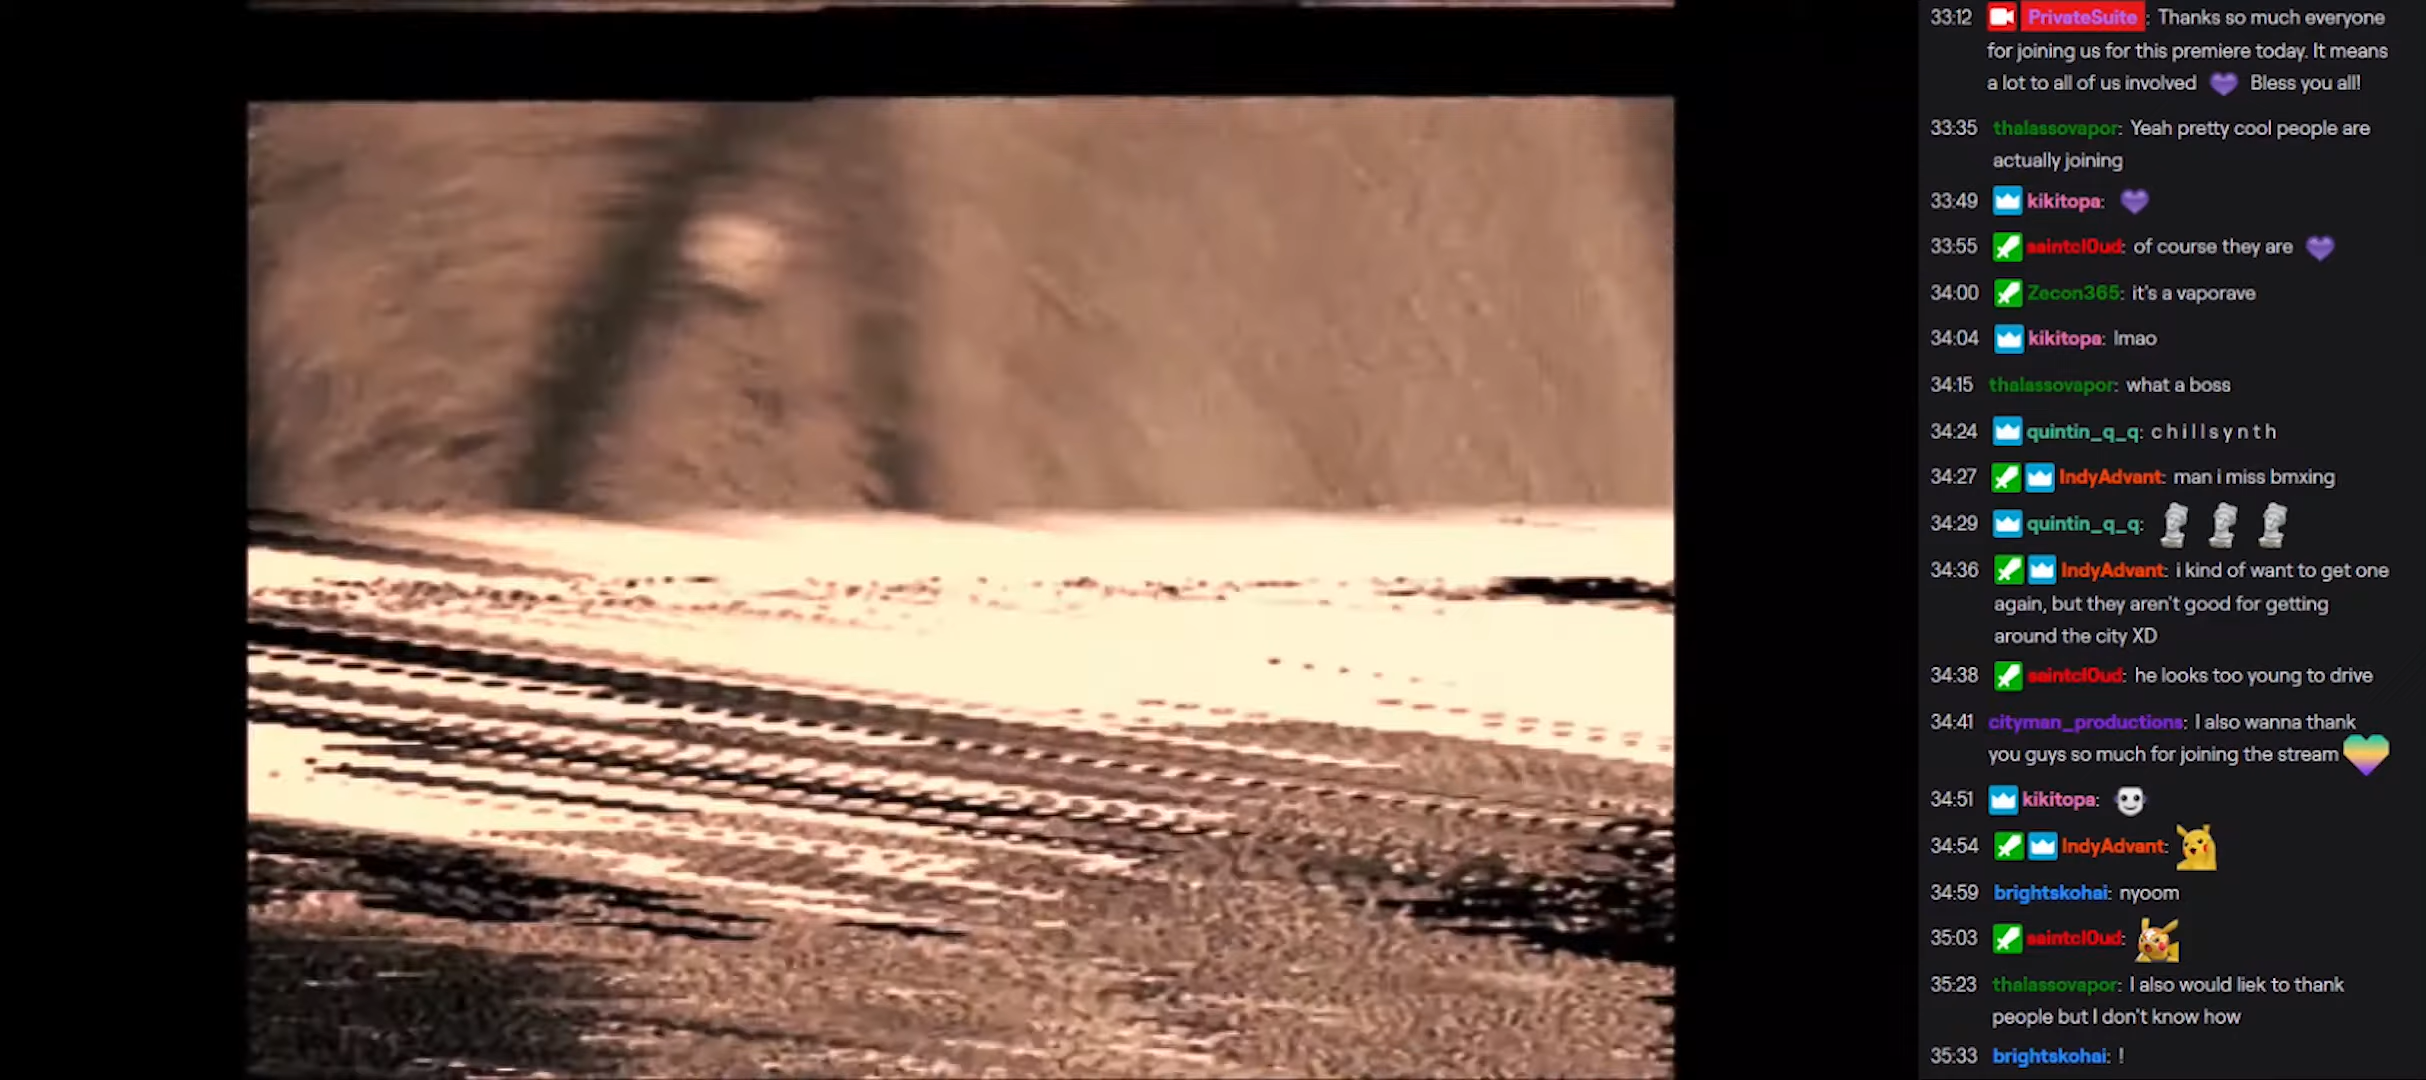 33:12 PrivateSuite: Thanks so much everyone
for joining us for this premiere today. It means
a lot to all of us involved Bless you all!
33:35 thalassovapor: Yeah pretty cool people are
actually joining
33:49 kikitopa:
33:55 saintcl0ud: of course they are
34:00 Zecon365: it's a vaporave
34:04 kikitopa: lmao
34:15 thalassovapor: what a boss
34:24 quintin_q_q: c h i l l s y n t h
34:27 IndyAdvant: man i miss bmxing
34:29 quintin_q_q:
34:36 IndyAdvant: i kind of want to get one
again, but they aren't good for getting
around the city XD
34:38 saintcl0ud: he looks too young to drive
34:41 cityman_productions: I also wanna thank
you guys so much for joining the stream
34:51 kikitopa:
34:54 IndyAdvant:
34:59 brightskohai: nyoom
35:03 saintcl0ud:
35:23 thalassovapor: I also would liek to thank
people but I don't know how
35:33 brightskohai: !